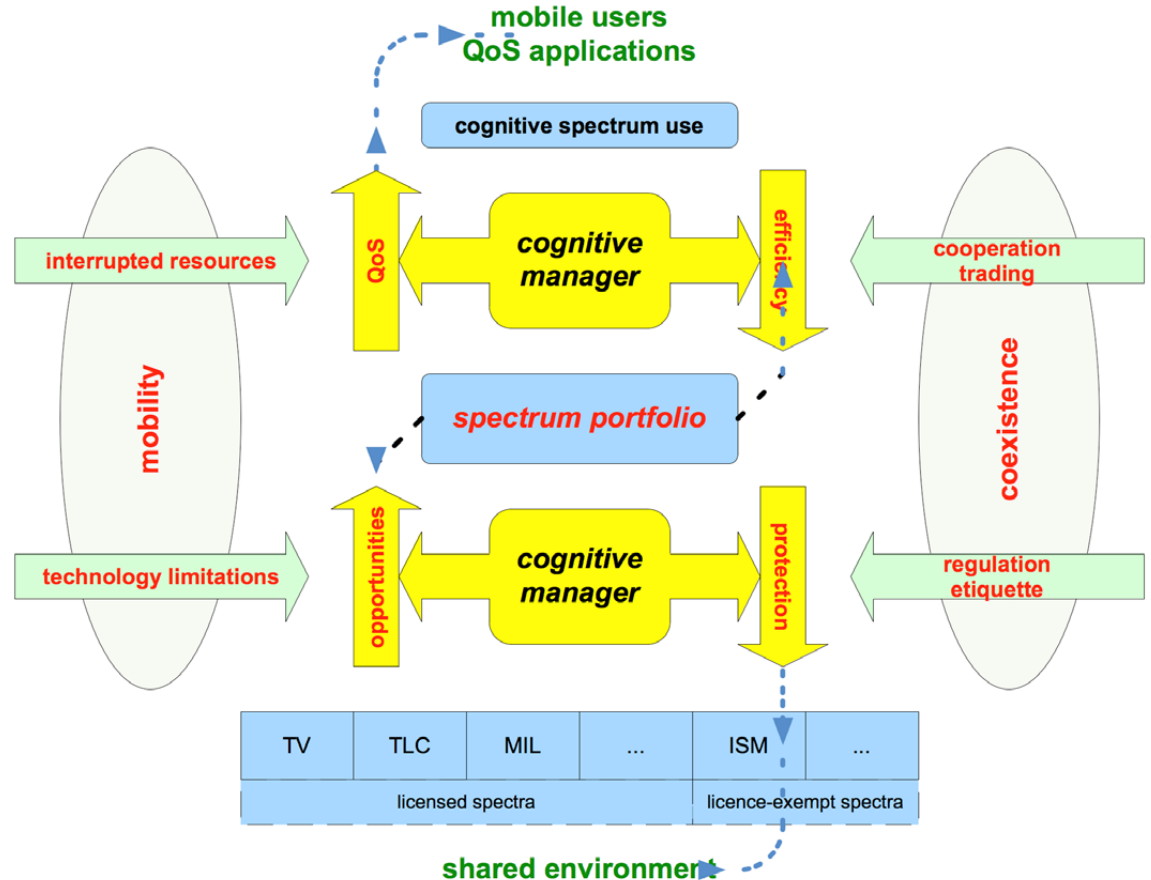 mobile users
QoS applications
cognitive spectrum use
interrupted resources
QoS
cognitive
manager
efficiency
cooperation
trading
mobility
spectrum portfolio
coexistence
technology limitations
opportunities
cognitive
manager
protection
regulation
etiquette
TV
TLC
MIL
...
ISM
...
licensed spectra
licence-exempt spectra
shared environment